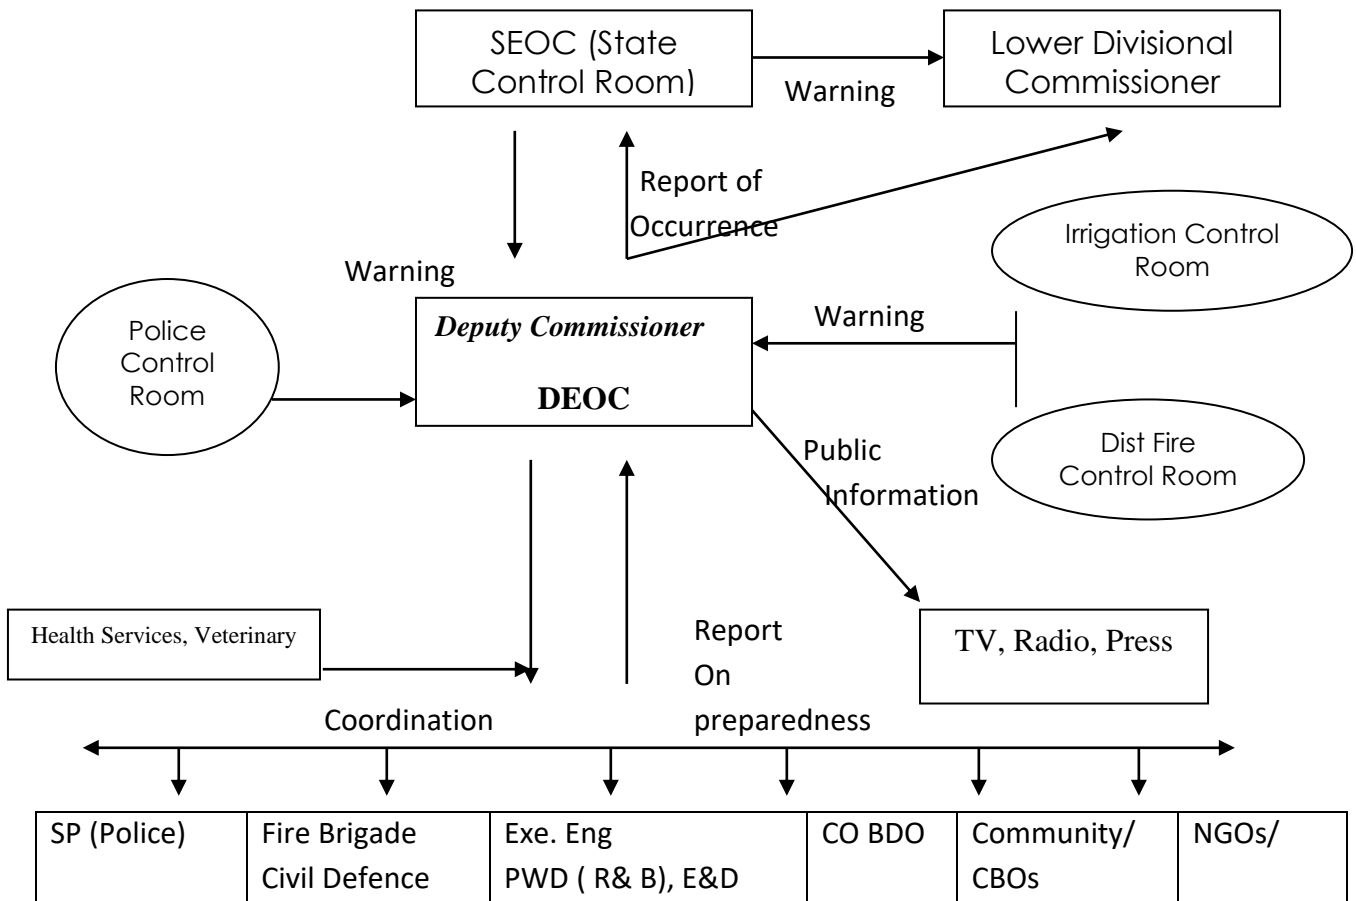 SEOC (State
Control Room)
Warning
Lower Divisional
Commissioner
Report of
Occurrence
Irrigation Control
Room
Warning
Police
Control
Room
Deputy Commissioner
DEOC
Warning
Dist Fire
Control Room
Public
Information
Health Services, Veterinary
Report
On
preparedness
TV, Radio, Press
Coordination
SP (Police)
Fire Brigade
Civil Defence
Exe. Eng
PWD ( R& B), E&D
CO BDO
Community/
CBOs
NGOs/